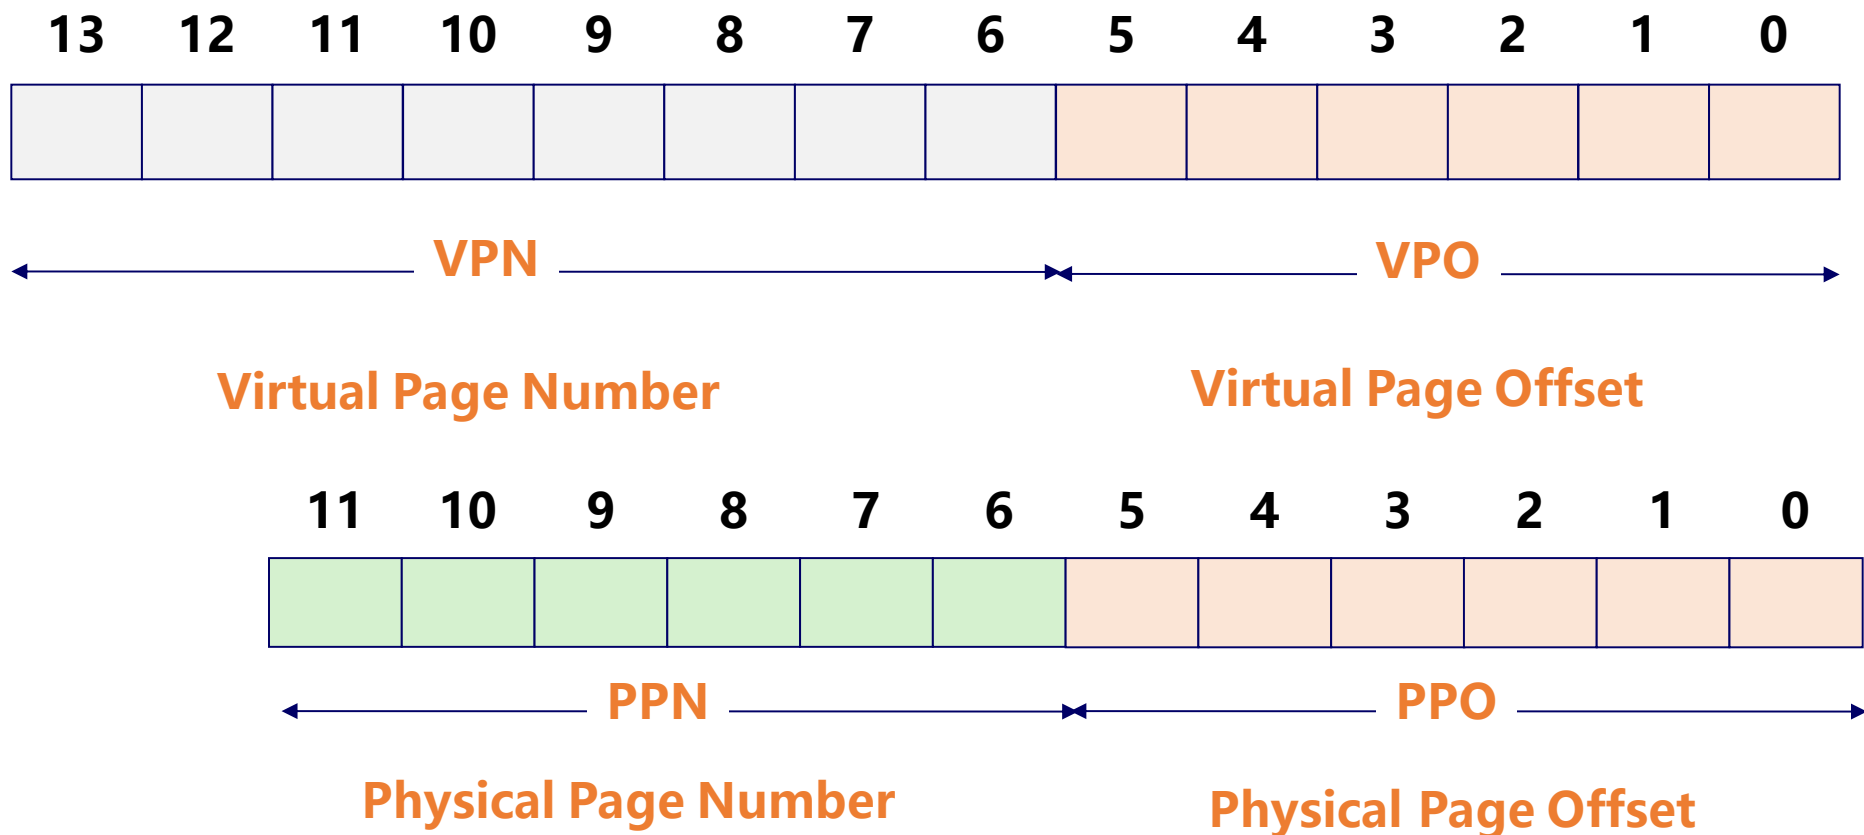 13 12 11 10 9 8 7 6 5 4 3 2 1 0
VPN VPO
Virtual Page Number Virtual Page Offset
11 10 9 8 7 6 5 4 3 2 1 0
PPN PPO
Physical Page Number Physical Page Offset